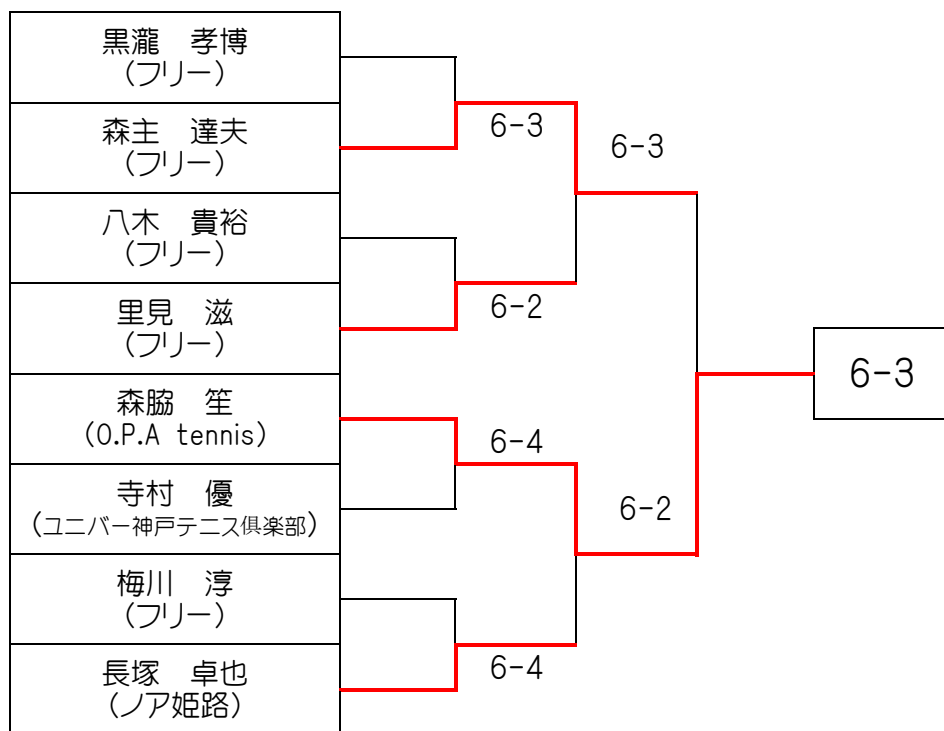 黒瀧　孝博
(フリー)
森主　達夫
(フリー)
八木　貴裕
(フリー)
里見　滋
(フリー)
森脇　笙
(O.P.A tennis)
寺村　優
(ユニバー神戸テニス倶楽部)
梅川　淳
(フリー)
長塚　卓也
(ノア姫路)
6-3
6-2
6-4
6-4
6-3
6-2
6-3